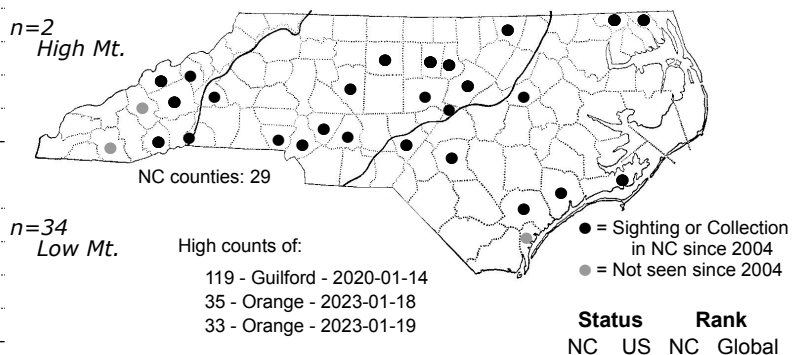 n=2
High Mt.
NC counties: 29
n=34
Low Mt.
High counts of:
119 - Guilford - 2020-01-14
35 - Orange - 2023-01-18
33 - Orange - 2023-01-19
= Sighting or Collection
in NC since 2004
= Not seen since 2004
Status Rank
NC US NC Global